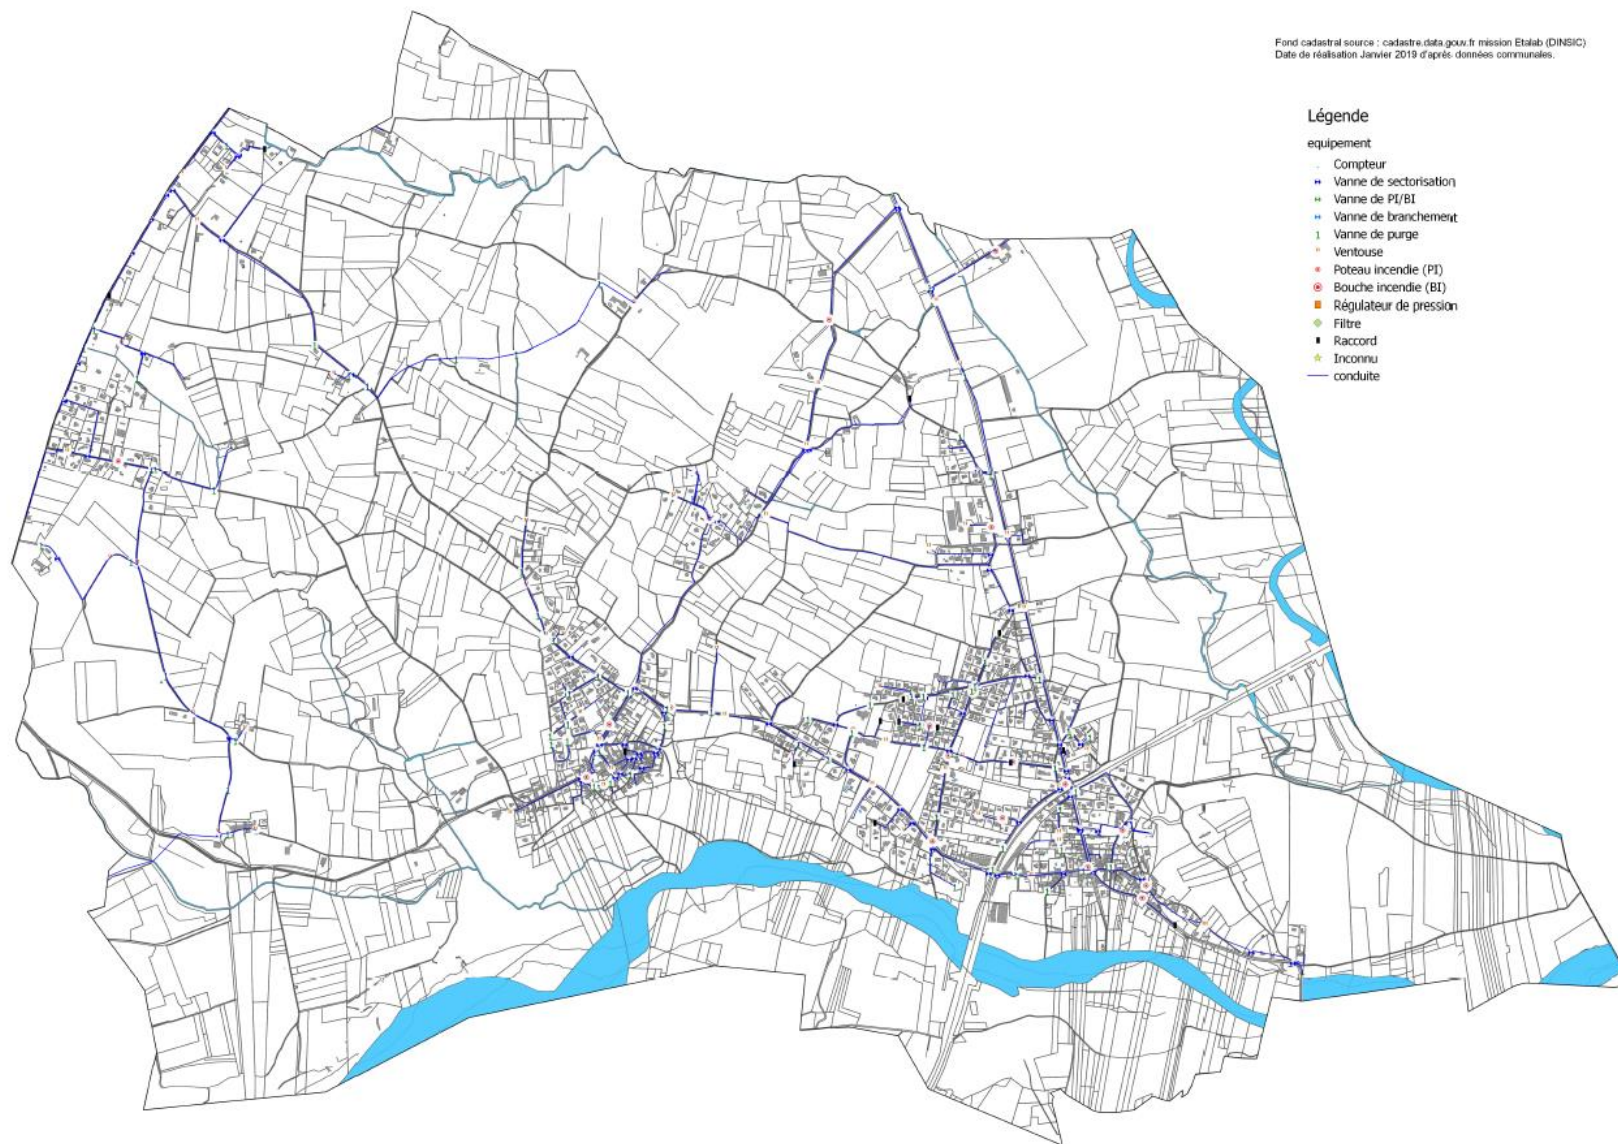 Fond cadastral source : cadastre.data.gouv.fr mission Etalab (DINSIC)
Date de réalisation Janvier 2019 d'après données communales.
Légende
equipement
Compteur
Vanne de sectorisation
Vanne de PI/BI
Vanne de branchement
Vanne de purge
Ventouse
Poteau incendie (PI)
Bouche incendie (BI)
Régulateur de pression
Filtre
Raccord
Inconnu
conduite